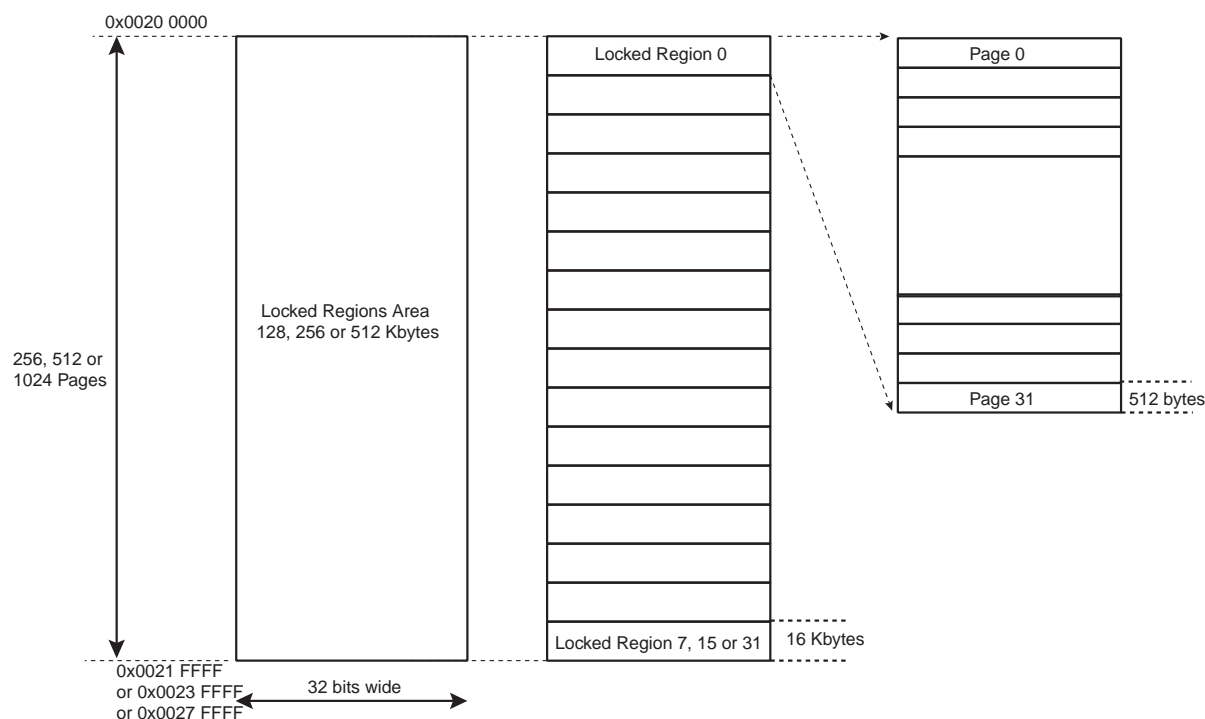 0x0020 0000
Locked Region 0
Page 0
Locked Regions Area
128, 256 or 512 Kbytes
256, 512 or
1024 Pages
Page 31
512 bytes
Locked Region 7, 15 or 31
16 Kbytes
0x0021 FFFF
or 0x0023 FFFF
or 0x0027 FFFF
32 bits wide